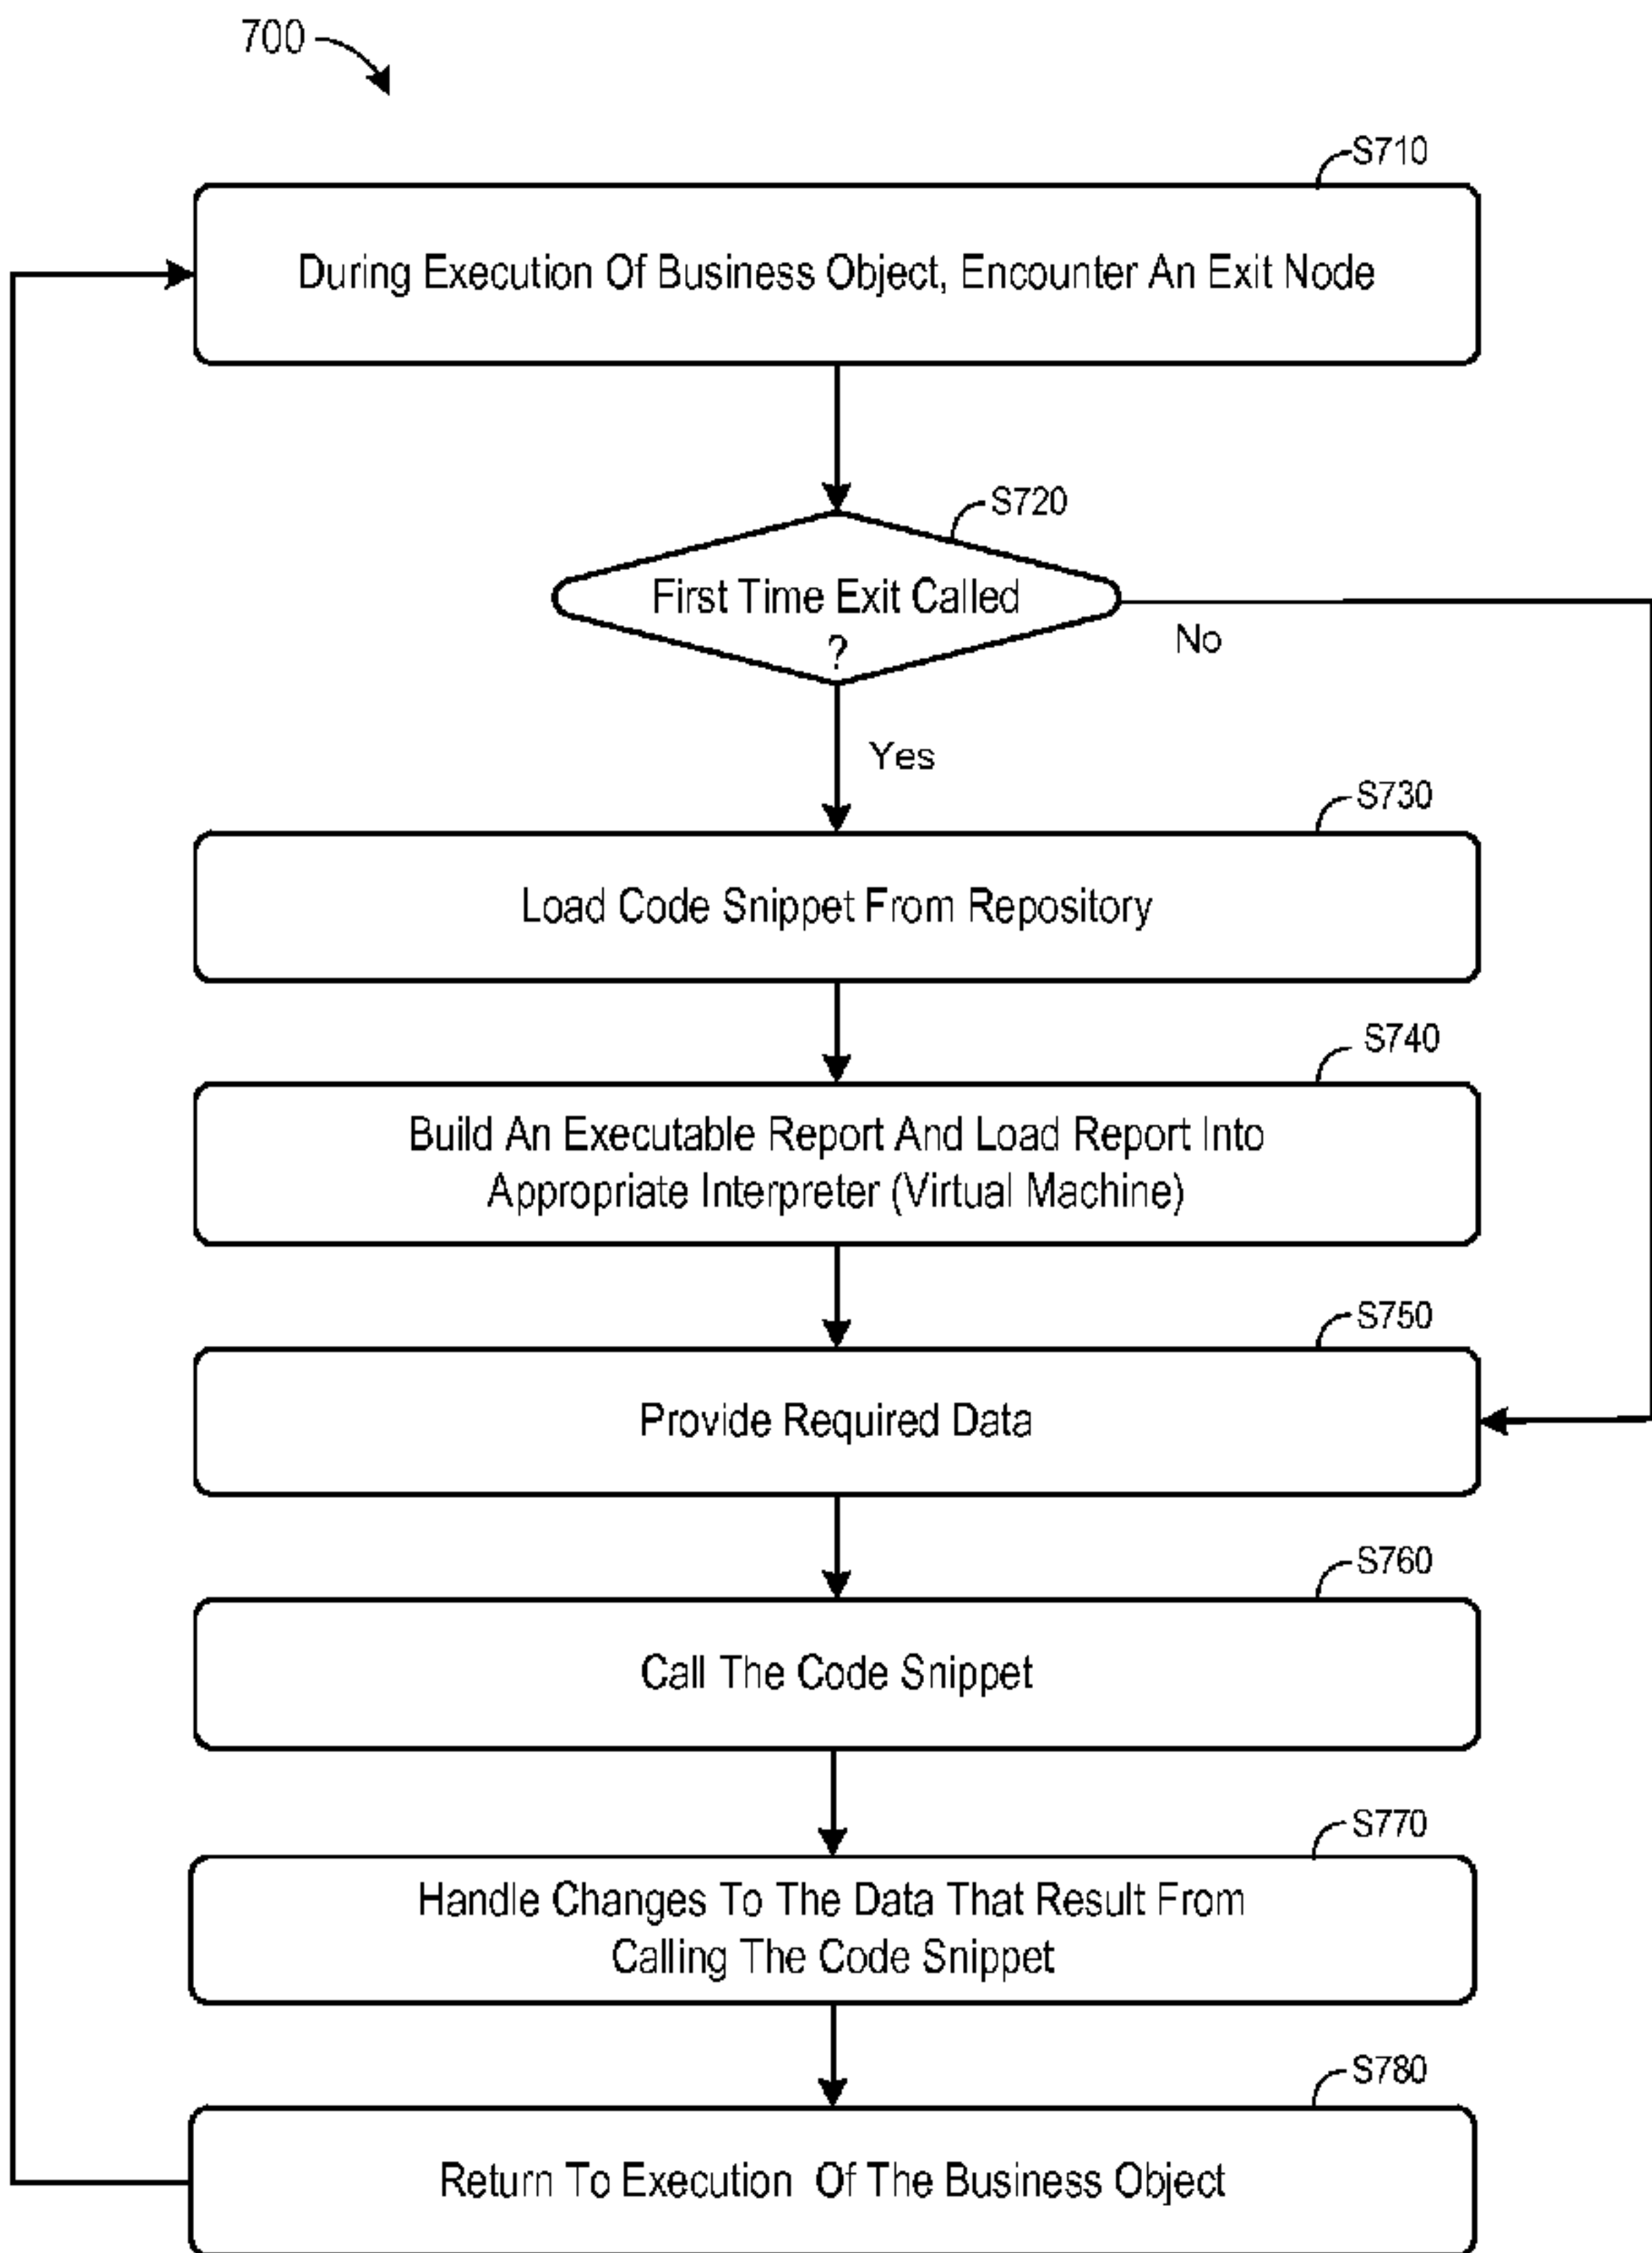 700
S710
During Execution Of Business Object, Encounter An Exit Node
S720
First Time Exit Called
?
No
Yes
S730
Load Code Snippet From Repository
S740
Build An Executable Report And Load Report Into
Appropriate Interpreter (Virtual Machine)
S750
Provide Required Data
S760
Call The Code Snippet
S770
Handle Changes To The Data That Result From
Calling The Code Snippet
S780
Return To Execution Of The Business Object